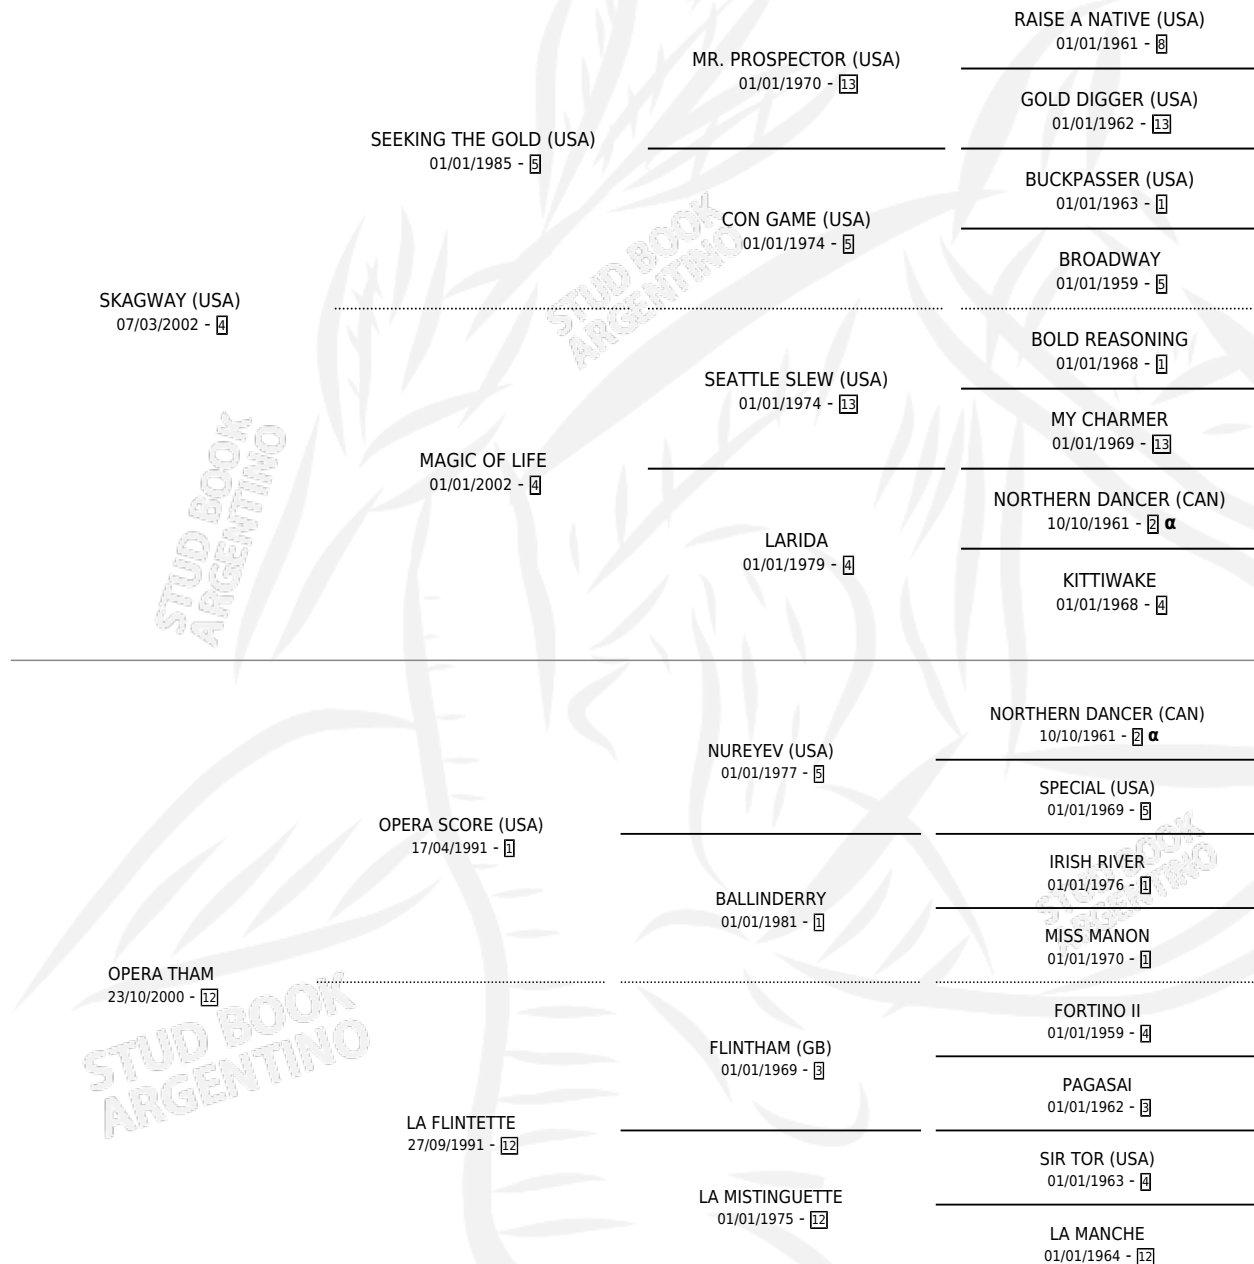 RAISE A NATIVE (USA)
01/01/1961 - 8
MR. PROSPECTOR (USA)
01/01/1970 - 13
GOLD DIGGER (USA)
01/01/1962 - 13
SEEKING THE GOLD (USA)
01/01/1985 - 5
BUCKPASSER (USA)
01/01/1963 - 1
CON GAME (USA)
01/01/1974 - 5
BROADWAY
01/01/1959 - 5
SKAGWAY (USA)
07/03/2002 - 4
BOLD REASONING
01/01/1968 - 1
SEATTLE SLEW (USA)
01/01/1974 - 13
MY CHARMER
01/01/1969 - 13
MAGIC OF LIFE
01/01/2002 - 4
NORTHERN DANCER (CAN)
10/10/1961 - 2 α
LARIDA
01/01/1979 - 4
KITTIWAKE
01/01/1968 - 4
NORTHERN DANCER (CAN)
10/10/1961 - 2 α
NUREYEV (USA)
01/01/1977 - 5
SPECIAL (USA)
01/01/1969 - 5
OPERA SCORE (USA)
17/04/1991 - 1
IRISH RIVER
01/01/1976 - 1
BALLINDERRY
01/01/1981 - 1
MISS MANON
01/01/1970 - 1
OPERA THAM
23/10/2000 - 12
FORTINO II
01/01/1959 - 4
FLINTHAM (GB)
01/01/1969 - 3
PAGASAI
01/01/1962 - 3
LA FLINTETTE
27/09/1991 - 12
SIR TOR (USA)
01/01/1963 - 4
LA MISTINGUETTE
01/01/1975 - 12
LA MANCHE
01/01/1964 - 12
STUD BOOK
ARGENTINO
STUD BOOK
ARGENTINO
STUD BOOK
ARGENTINO
STUD BOOK
ARGENTINO